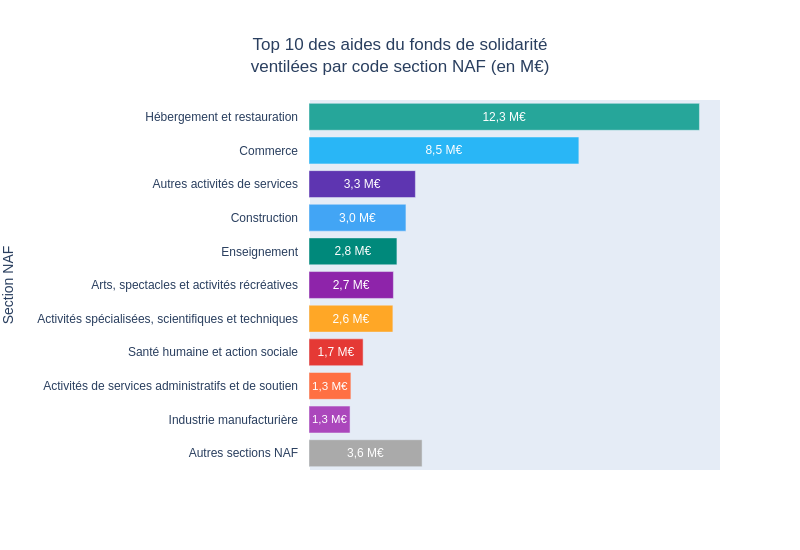 Top 10 des aides du fonds de solidarité
ventilées par code section NAF (en M€)
Section NAF
Hébergement et restauration 12,3 M€
Commerce 8,5 M€
Autres activités de services 3,3 M€
Construction 3,0 M€
Enseignement 2,8 M€
Arts, spectacles et activités récréatives 2,7 M€
Activités spécialisées, scientifiques et techniques 2,6 M€
Santé humaine et action sociale 1,7 M€
Activités de services administratifs et de soutien 1,3 M€
Industrie manufacturière 1,3 M€
Autres sections NAF 3,6 M€